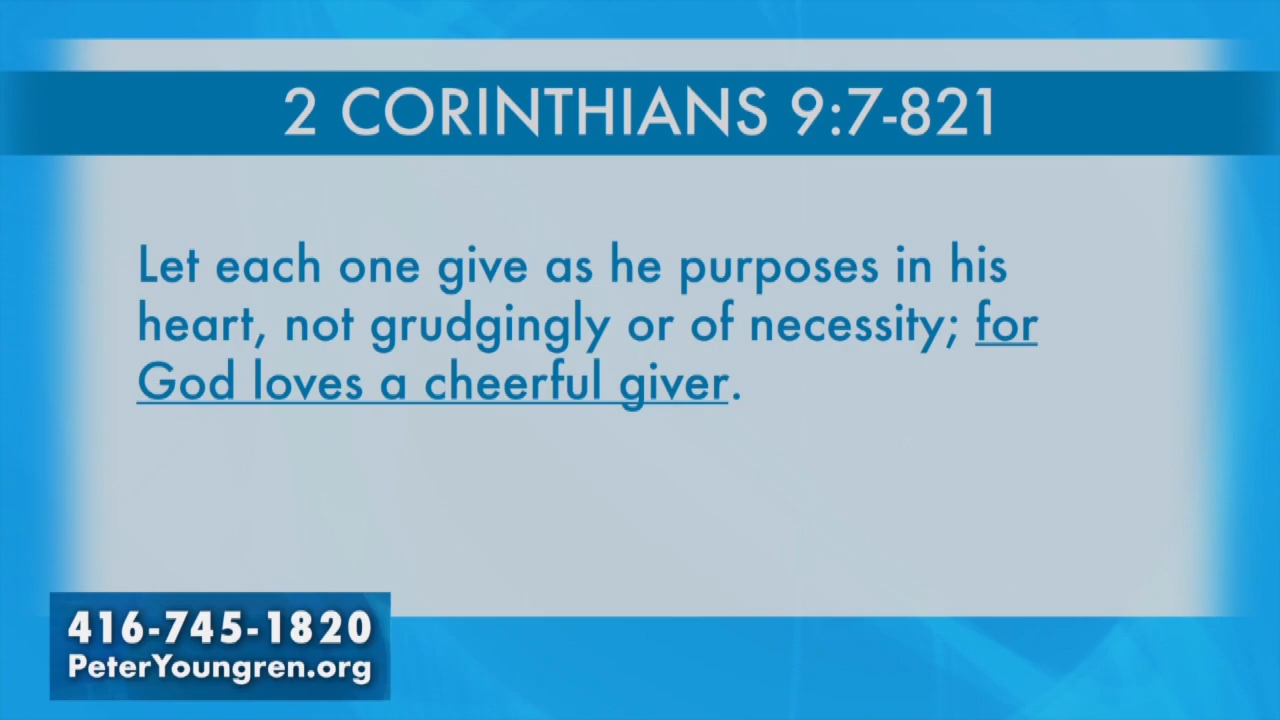 2 CORINTHIANS 9:7-821
Let each one give as he purposes in his
heart, not grudgingly or of necessity; for
God loves a cheerful giver.
416-745-1820
PeterYoungren.org